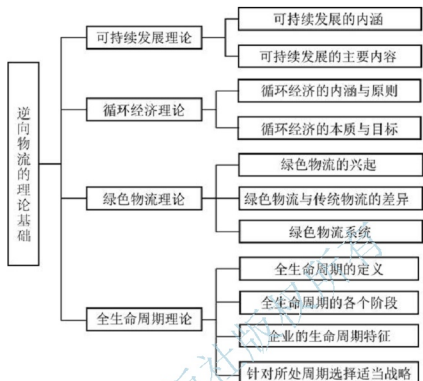 逆向物流的理论基础
可持续发展理论
可持续发展的内涵
可持续发展的主要内容
循环经济理论
循环经济的内涵与原则
循环经济的本质与目标
绿色物流理论
绿色物流的兴起
绿色物流与传统物流的差异
绿色物流系统
全生命周期理论
全生命周期的定义
全生命周期的各个阶段
企业的生命周期特征
针对所处周期选择适当战略
社版权所有